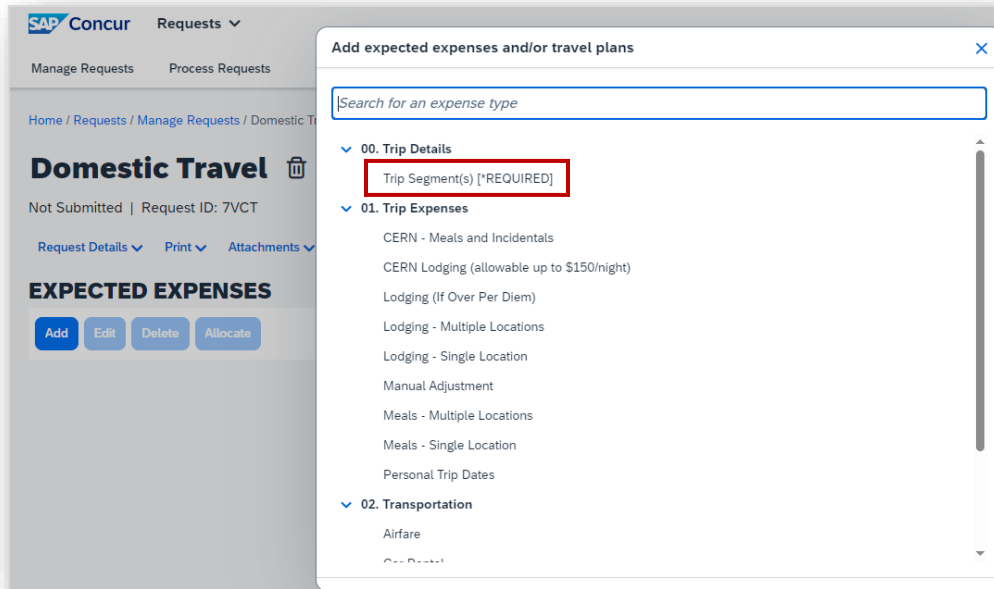 SAP Concur Requests
Manage Requests Process Requests
Home / Requests / Manage Requests / Domestic Tr
Domestic Travel
Not Submitted | Request ID: 7VCT
Request Details Print Attachments
EXPECTED EXPENSES
Add Edit Delete Allocate
Add expected expenses and/or travel plans
Search for an expense type
00. Trip Details
Trip Segment(s) [*REQUIRED]
01. Trip Expenses
CERN - Meals and Incidentals
CERN Lodging (allowable up to $150/night)
Lodging (If Over Per Diem)
Lodging - Multiple Locations
Lodging - Single Location
Manual Adjustment
Meals - Multiple Locations
Meals - Single Location
Personal Trip Dates
02. Transportation
Airfare
Car Rental